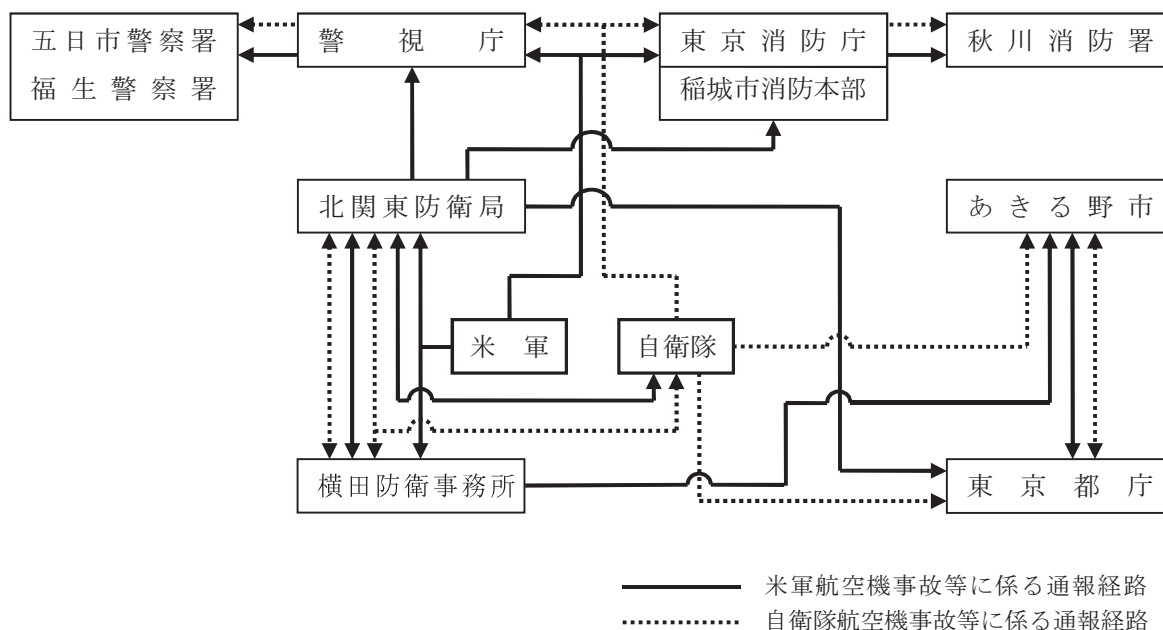 五日市警察署
福生警察署
警視庁
東京消防庁
稲城市消防本部
秋川消防署
北関東防衛局
あきる野市
米軍
自衛隊
横田防衛事務所
東京都庁
米軍航空機事故等に係る通報経路
自衛隊航空機事故等に係る通報経路